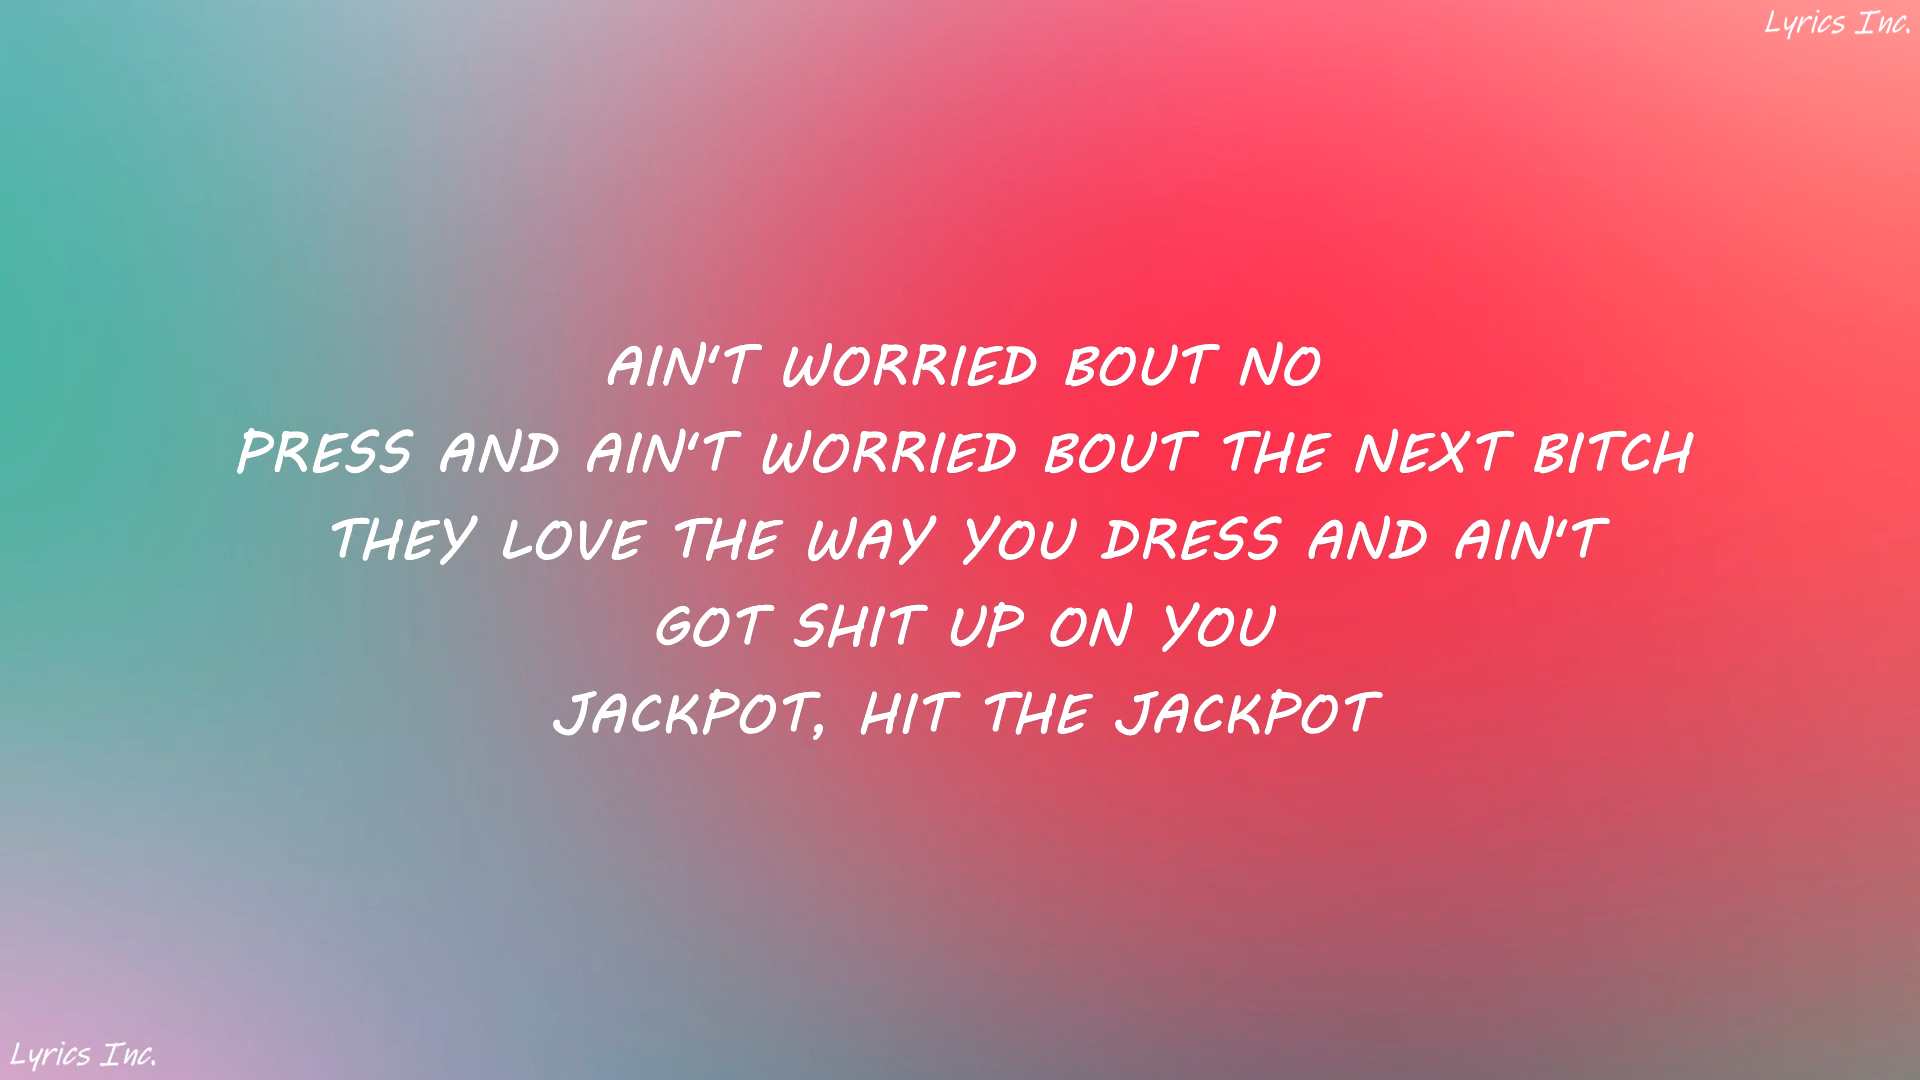 Lyrics Inc.
AIN'T WORRIED BOUT NO
PRESS AND AIN'T WORRIED BOUT THE NEXT BITCH
THEY LOVE THE WAY YOU DRESS AND AIN'T
GOT SHIT UP ON YOU
JACKPOT, HIT THE JACKPOT
Lyrics Inc.